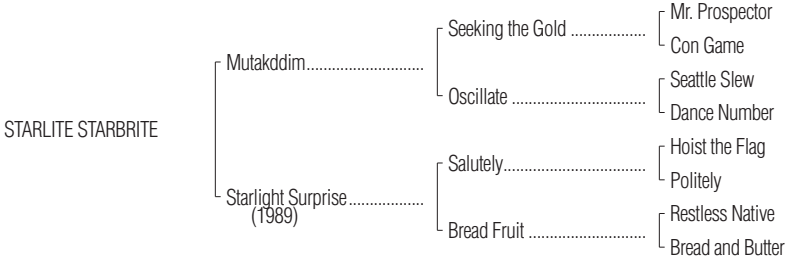 Mr. Prospector
Seeking the Gold ..................
Con Game
Mutakddim............................
Seattle Slew
Oscillate ................................
Dance Number
STARLITE STARBRITE
Hoist the Flag
Salutely..................................
Politely
Starlight Surprise..................
(1989)
Restless Native
Bread Fruit ............................
Bread and Butter